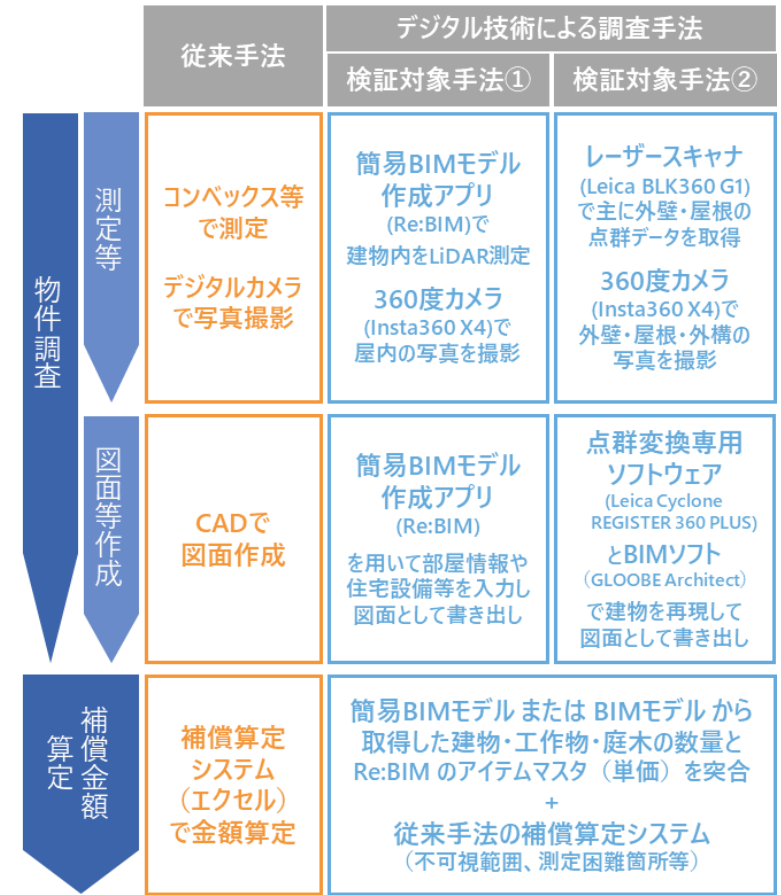 従来手法
デジタル技術による調査手法
検証対象手法①
検証対象手法②
物件調査
測定等
コンベックス等
で測定
デジタルカメラ
で写真撮影
簡易BIMモデル
作成アプリ
(Re:BIM)で
建物内をLiDAR測定
360度カメラ
(Insta360 X4)で
屋内の写真を撮影
レーザースキャナ
(Leica BLK360 G1)
で主に外壁・屋根の
点群データを取得
360度カメラ
(Insta360 X4)で
外壁・屋根・外構の
写真を撮影
図面等作成
CADで
図面作成
簡易BIMモデル
作成アプリ
(Re:BIM)
を用いて部屋情報や
住宅設備等を入力し
図面として書き出し
点群変換専用
ソフトウェア
(Leica Cyclone
REGISTER 360 PLUS)
とBIMソフト
(GLOOBE Architect)
で建物を再現して
図面として書き出し
補償金額
算定
補償算定
システム
（エクセル）
で金額算定
簡易BIMモデル または BIMモデル から
取得した建物・工作物・庭木の数量と
Re:BIM のアイテムマスタ（単価）を突合
+
従来手法の補償算定システム
（不可視範囲、測定困難箇所等）